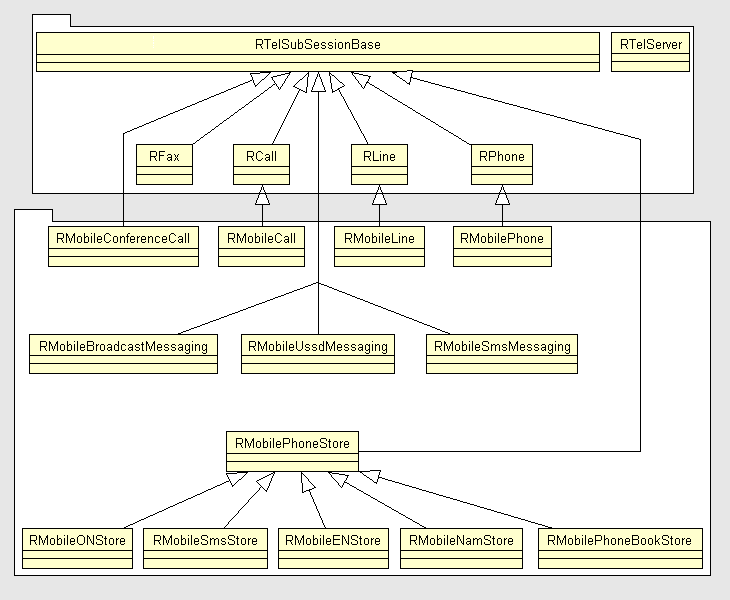 RTelSubSessionBase
RTelServer
RFax
RCall
RLine
RPhone
RMobileConferenceCall
RMobileCall
RMobileLine
RMobilePhone
RMobileBroadcastMessaging
RMobileUssdMessaging
RMobileSmsMessaging
RMobilePhoneStore
RMobileONStore
RMobileSmsStore
RMobileENStore
RMobileNamStore
RMobilePhoneBookStore